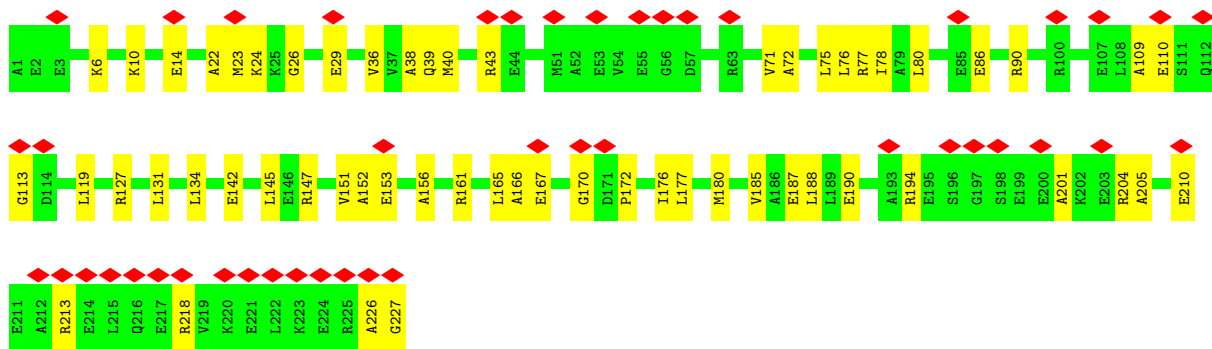 A1 E2 E3 K6 K10 E14 A22 M23 K24 K25 G26 E29 V36 V37 A38 Q39 M40 R43 E44 M51 A52 E53 V54 E55 G56 D57 R63 V71 A72 L75 L76 R77 I78 A79 L80 E85 E86 R90 R100 E107 L108 A109 E110 S111 Q112
G113 D114 L119 R127 L131 L134 E142 L145 E146 R147 V151 A152 E153 A156 R161 L165 A166 E167 G170 D171 P172 I176 L177 M180 V185 A186 E187 L188 L189 E190 A193 R194 E195 S196 G197 S198 E199 E200 A201 K202 E203 R204 A205 E210
E211 A212 R213 E214 L215 Q216 E217 R218 V219 K220 E221 L222 K223 E224 R225 A226 G227